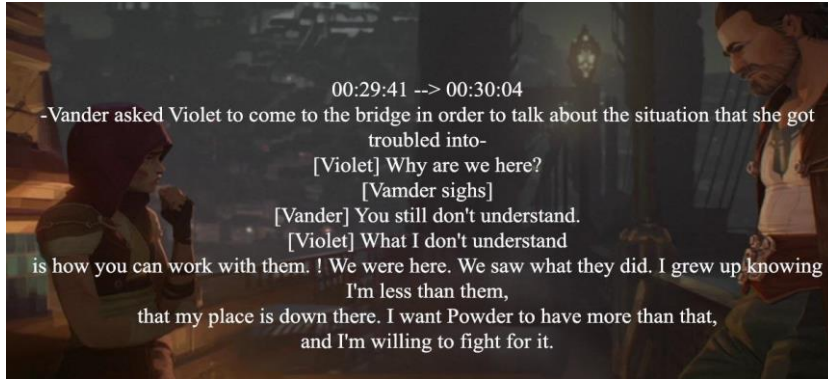 00:29:41 --> 00:30:04
-Vander asked Violet to come to the bridge in order to talk about the situation that she got
troubled into-
[Violet] Why are we here?
[Vamder sighs]
[Vander] You still don't understand.
[Violet] What I don't understand
is how you can work with them. ! We were here. We saw what they did. I grew up knowing
I'm less than them,
that my place is down there. I want Powder to have more than that,
and I'm willing to fight for it.